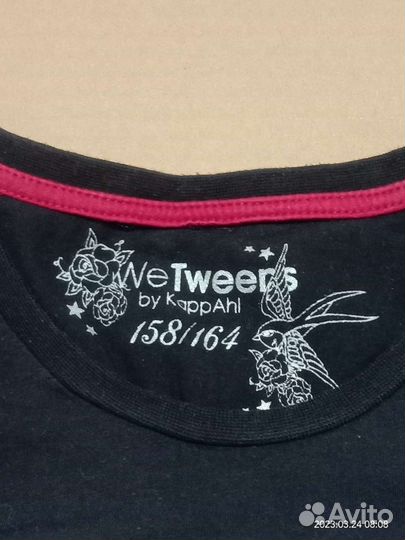 WeTweens
by KappAhl
158/164
2023.03.24 08:08
Avito